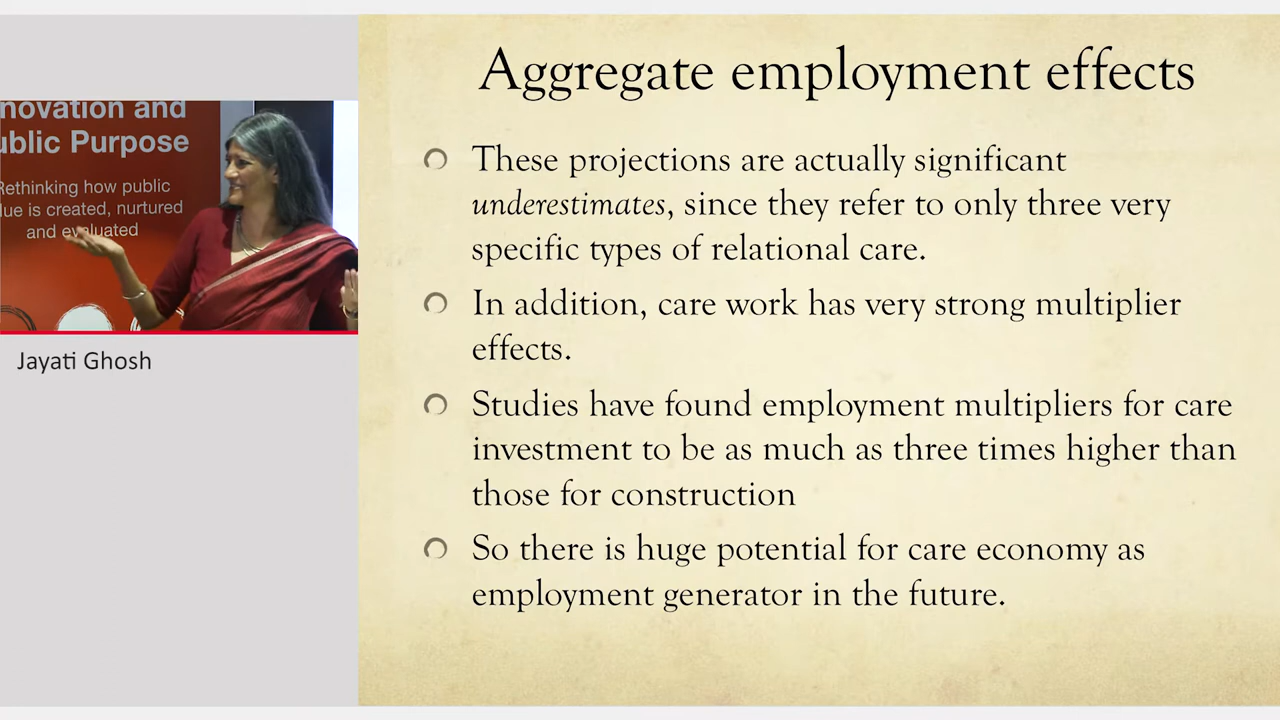 Aggregate employment effects
These projections are actually significant
underestimates, since they refer to only three very
specific types of relational care.
In addition, care work has very strong multiplier
effects.
Studies have found employment multipliers for care
investment to be as much as three times higher than
those for construction
So there is huge potential for care economy as
employment generator in the future.
novation and
ublic Purpose
Rethinking how public
lue is created, nurtured
and evaluated
Jayati Ghosh